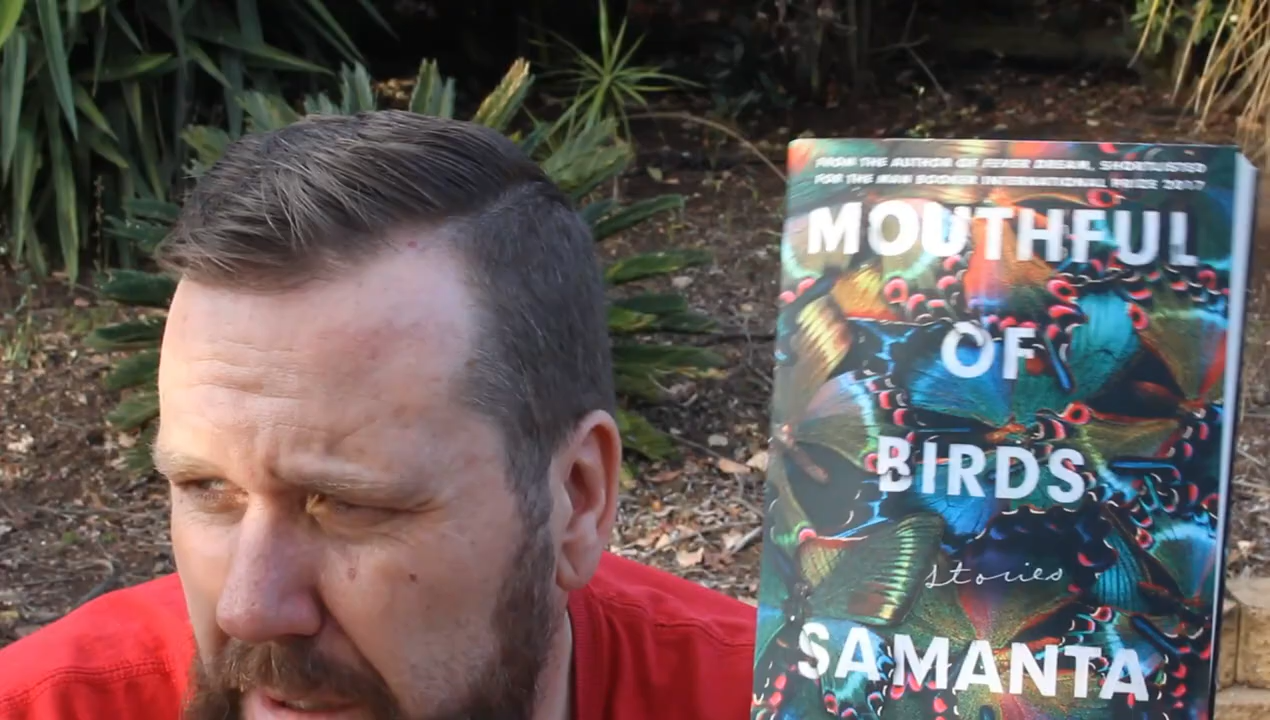 FROM THE AUTHOR OF FEVER DREAM, SHORTLISTED
FOR THE MAN BOOKER INTERNATIONAL PRIZE 2017
MOUTHFUL
OF
BIRDS
stories
SAMANTA